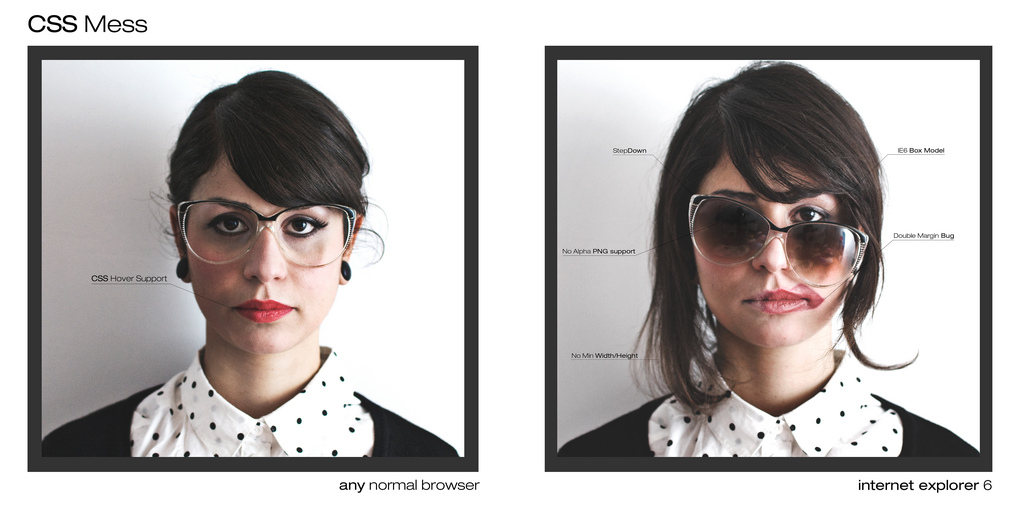 CSS Mess
StepDown
IE6 Box Model
Double Margin Bug
No Alpha PNG support
CSS Hover Support
No Min Width/Height
any normal browser
internet explorer 6